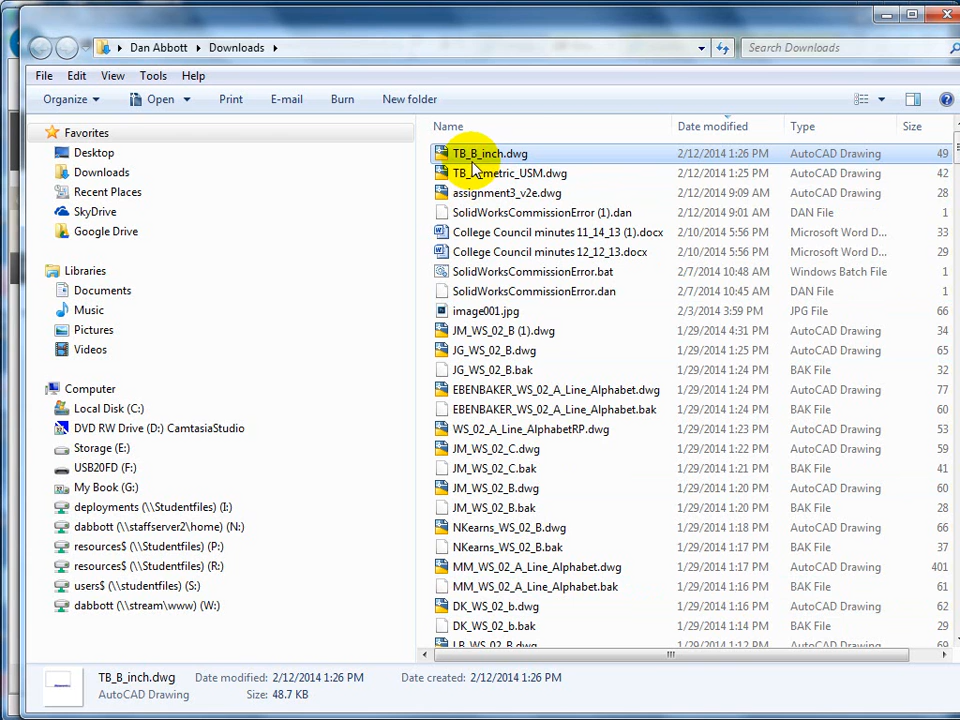 Dan Abbott Downloads Search Downloads
File Edit View Tools Help
Organize Open Print E-mail Burn New folder
Favorites
Desktop
Downloads
Recent Places
SkyDrive
Google Drive
Libraries
Documents
Music
Pictures
Videos
Computer
Local Disk (C:)
DVD RW Drive (D:) CamtasiaStudio
Storage (E:)
USB20FD (F:)
My Book (G:)
deployments (\\Studentfiles) (I:)
dabbott (\\staffserver2\home) (N:)
resources$ (\\Studentfiles) (P:)
resources$ (\\Studentfiles) (R:)
users$ (\\studentfiles) (S:)
dabbott (\\stream\www) (W:)
Name Date modified Type Size
TB_B_inch.dwg 2/12/2014 1:26 PM AutoCAD Drawing 49
2/12/2014 1:25 PM AutoCAD Drawing 42
assignment3_v2e.dwg 2/12/2014 9:09 AM AutoCAD Drawing 28
SolidWorksCommissionError (1).dan 2/12/2014 9:01 AM DAN File 1
College Council minutes 11_14_13 (1).docx 2/10/2014 5:56 PM Microsoft Word D... 33
College Council minutes 12_12_13.docx 2/10/2014 5:56 PM Microsoft Word D... 29
SolidWorksCommissionError.bat 2/7/2014 10:48 AM Windows Batch File 1
SolidWorksCommissionError.dan 2/7/2014 10:45 AM DAN File 1
image001.jpg 2/3/2014 3:59 PM JPG File 66
JM_WS_02_B (1).dwg 1/29/2014 4:31 PM AutoCAD Drawing 34
JG_WS_02_B.dwg 1/29/2014 1:25 PM AutoCAD Drawing 65
JG_WS_02_B.bak 1/29/2014 1:24 PM BAK File 32
EBENBAKER_WS_02_A_Line_Alphabet.dwg 1/29/2014 1:24 PM AutoCAD Drawing 77
EBENBAKER_WS_02_A_Line_Alphabet.bak 1/29/2014 1:24 PM BAK File 60
WS_02_A_Line_AlphabetRP.dwg 1/29/2014 1:22 PM AutoCAD Drawing 53
JM_WS_02_C.dwg 1/29/2014 1:22 PM AutoCAD Drawing 59
JM_WS_02_C.bak 1/29/2014 1:21 PM BAK File 41
JM_WS_02_B.dwg 1/29/2014 1:20 PM AutoCAD Drawing 60
JM_WS_02_B.bak 1/29/2014 1:20 PM BAK File 28
NKearns_WS_02_B.dwg 1/29/2014 1:18 PM AutoCAD Drawing 66
NKearns_WS_02_B.bak 1/29/2014 1:17 PM BAK File 37
MM_WS_02_A_Line_Alphabet.dwg 1/29/2014 1:17 PM AutoCAD Drawing 401
MM_WS_02_A_Line_Alphabet.bak 1/29/2014 1:16 PM BAK File 61
DK_WS_02_b.dwg 1/29/2014 1:16 PM AutoCAD Drawing 62
DK_WS_02_b.bak 1/29/2014 1:14 PM BAK File 29
LB_WS_02_B.dwg 1/29/2014 1:12 PM AutoCAD Drawing 69
TB_B_inch.dwg Date modified: 2/12/2014 1:26 PM Date created: 2/12/2014 1:26 PM
AutoCAD Drawing Size: 48.7 KB